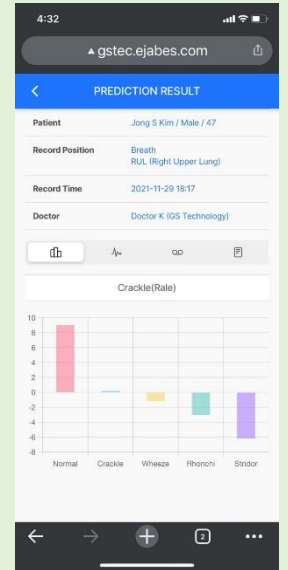 4:32
gstec.ejabes.com
PREDICTION RESULT
Patient Jong S Kim / Male / 47
Record Position Breath
RUL (Right Upper Lung)
Record Time 2021-11-29 18:17
Doctor Doctor K (GS Technology)
Crackle(Rale)
10
8
6
4
2
0
-2
-4
-6
-8
Normal Crackle Wheeze Rhonchi Stridor
2